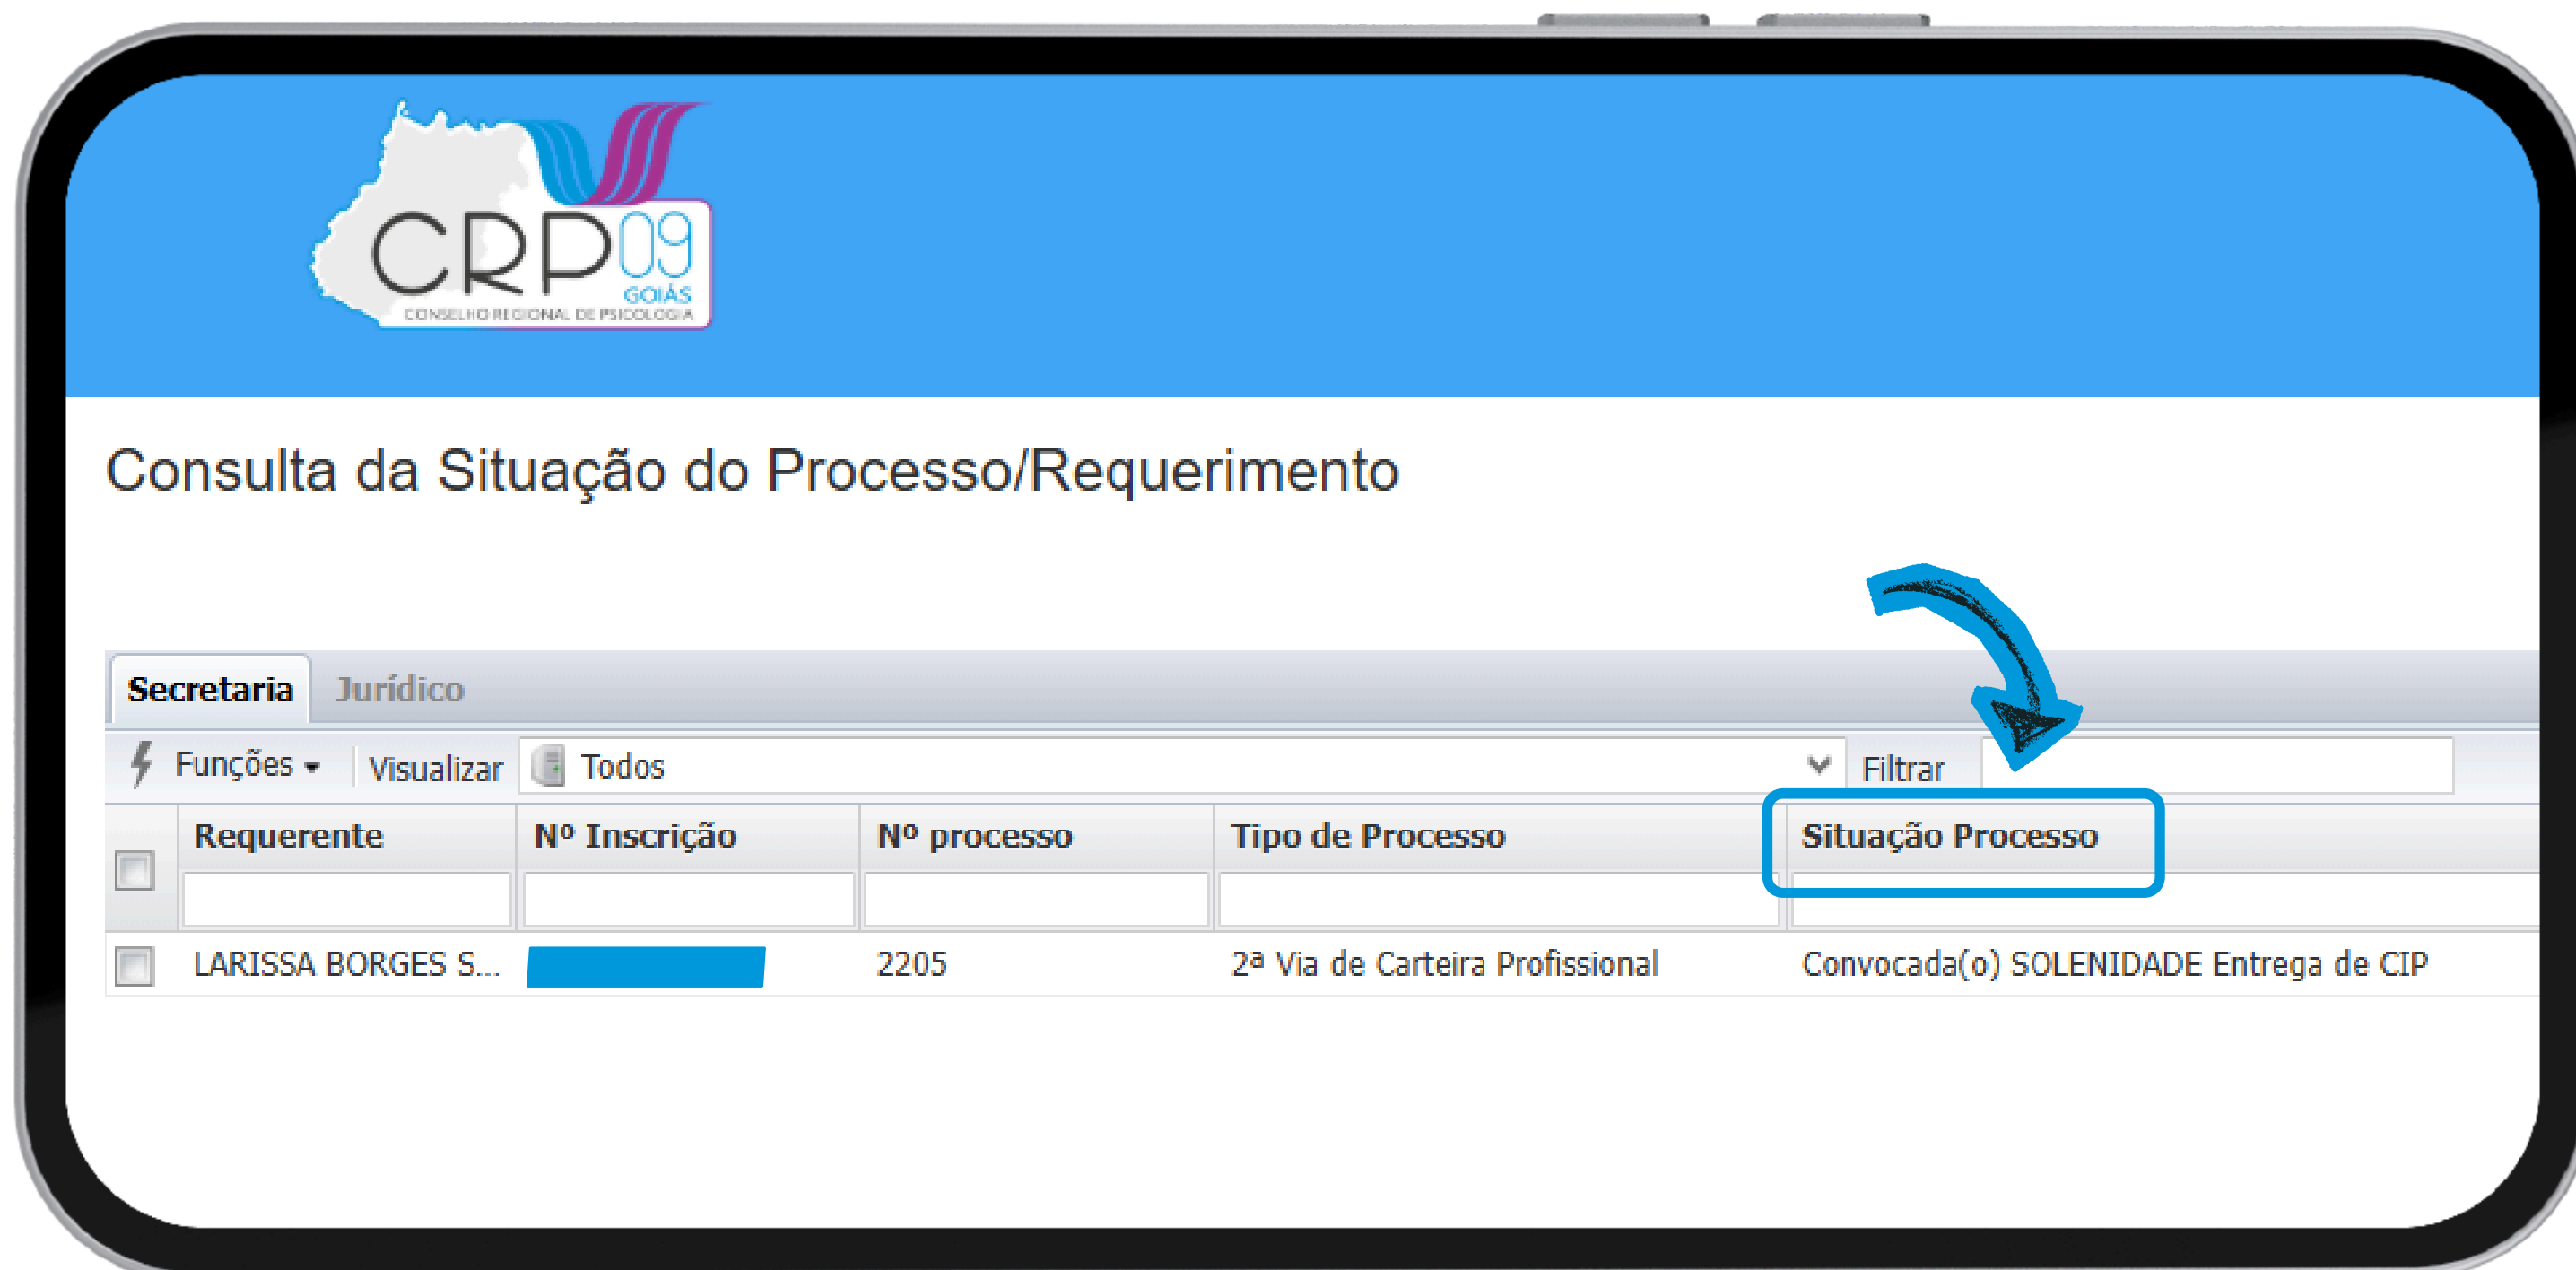 CRP09
GOIÁS
CONSELHO REGIONAL DE PSICOLOGIA
Consulta da Situação do Processo/Requerimento
Secretaria Jurídico
Funções Visualizar Todos Filtrar
Requerente Nº Inscrição Nº processo Tipo de Processo Situação Processo
LARISSA BORGES S... 2205 2ª Via de Carteira Profissional Convocada(o) SOLENIDADE Entrega de CIP